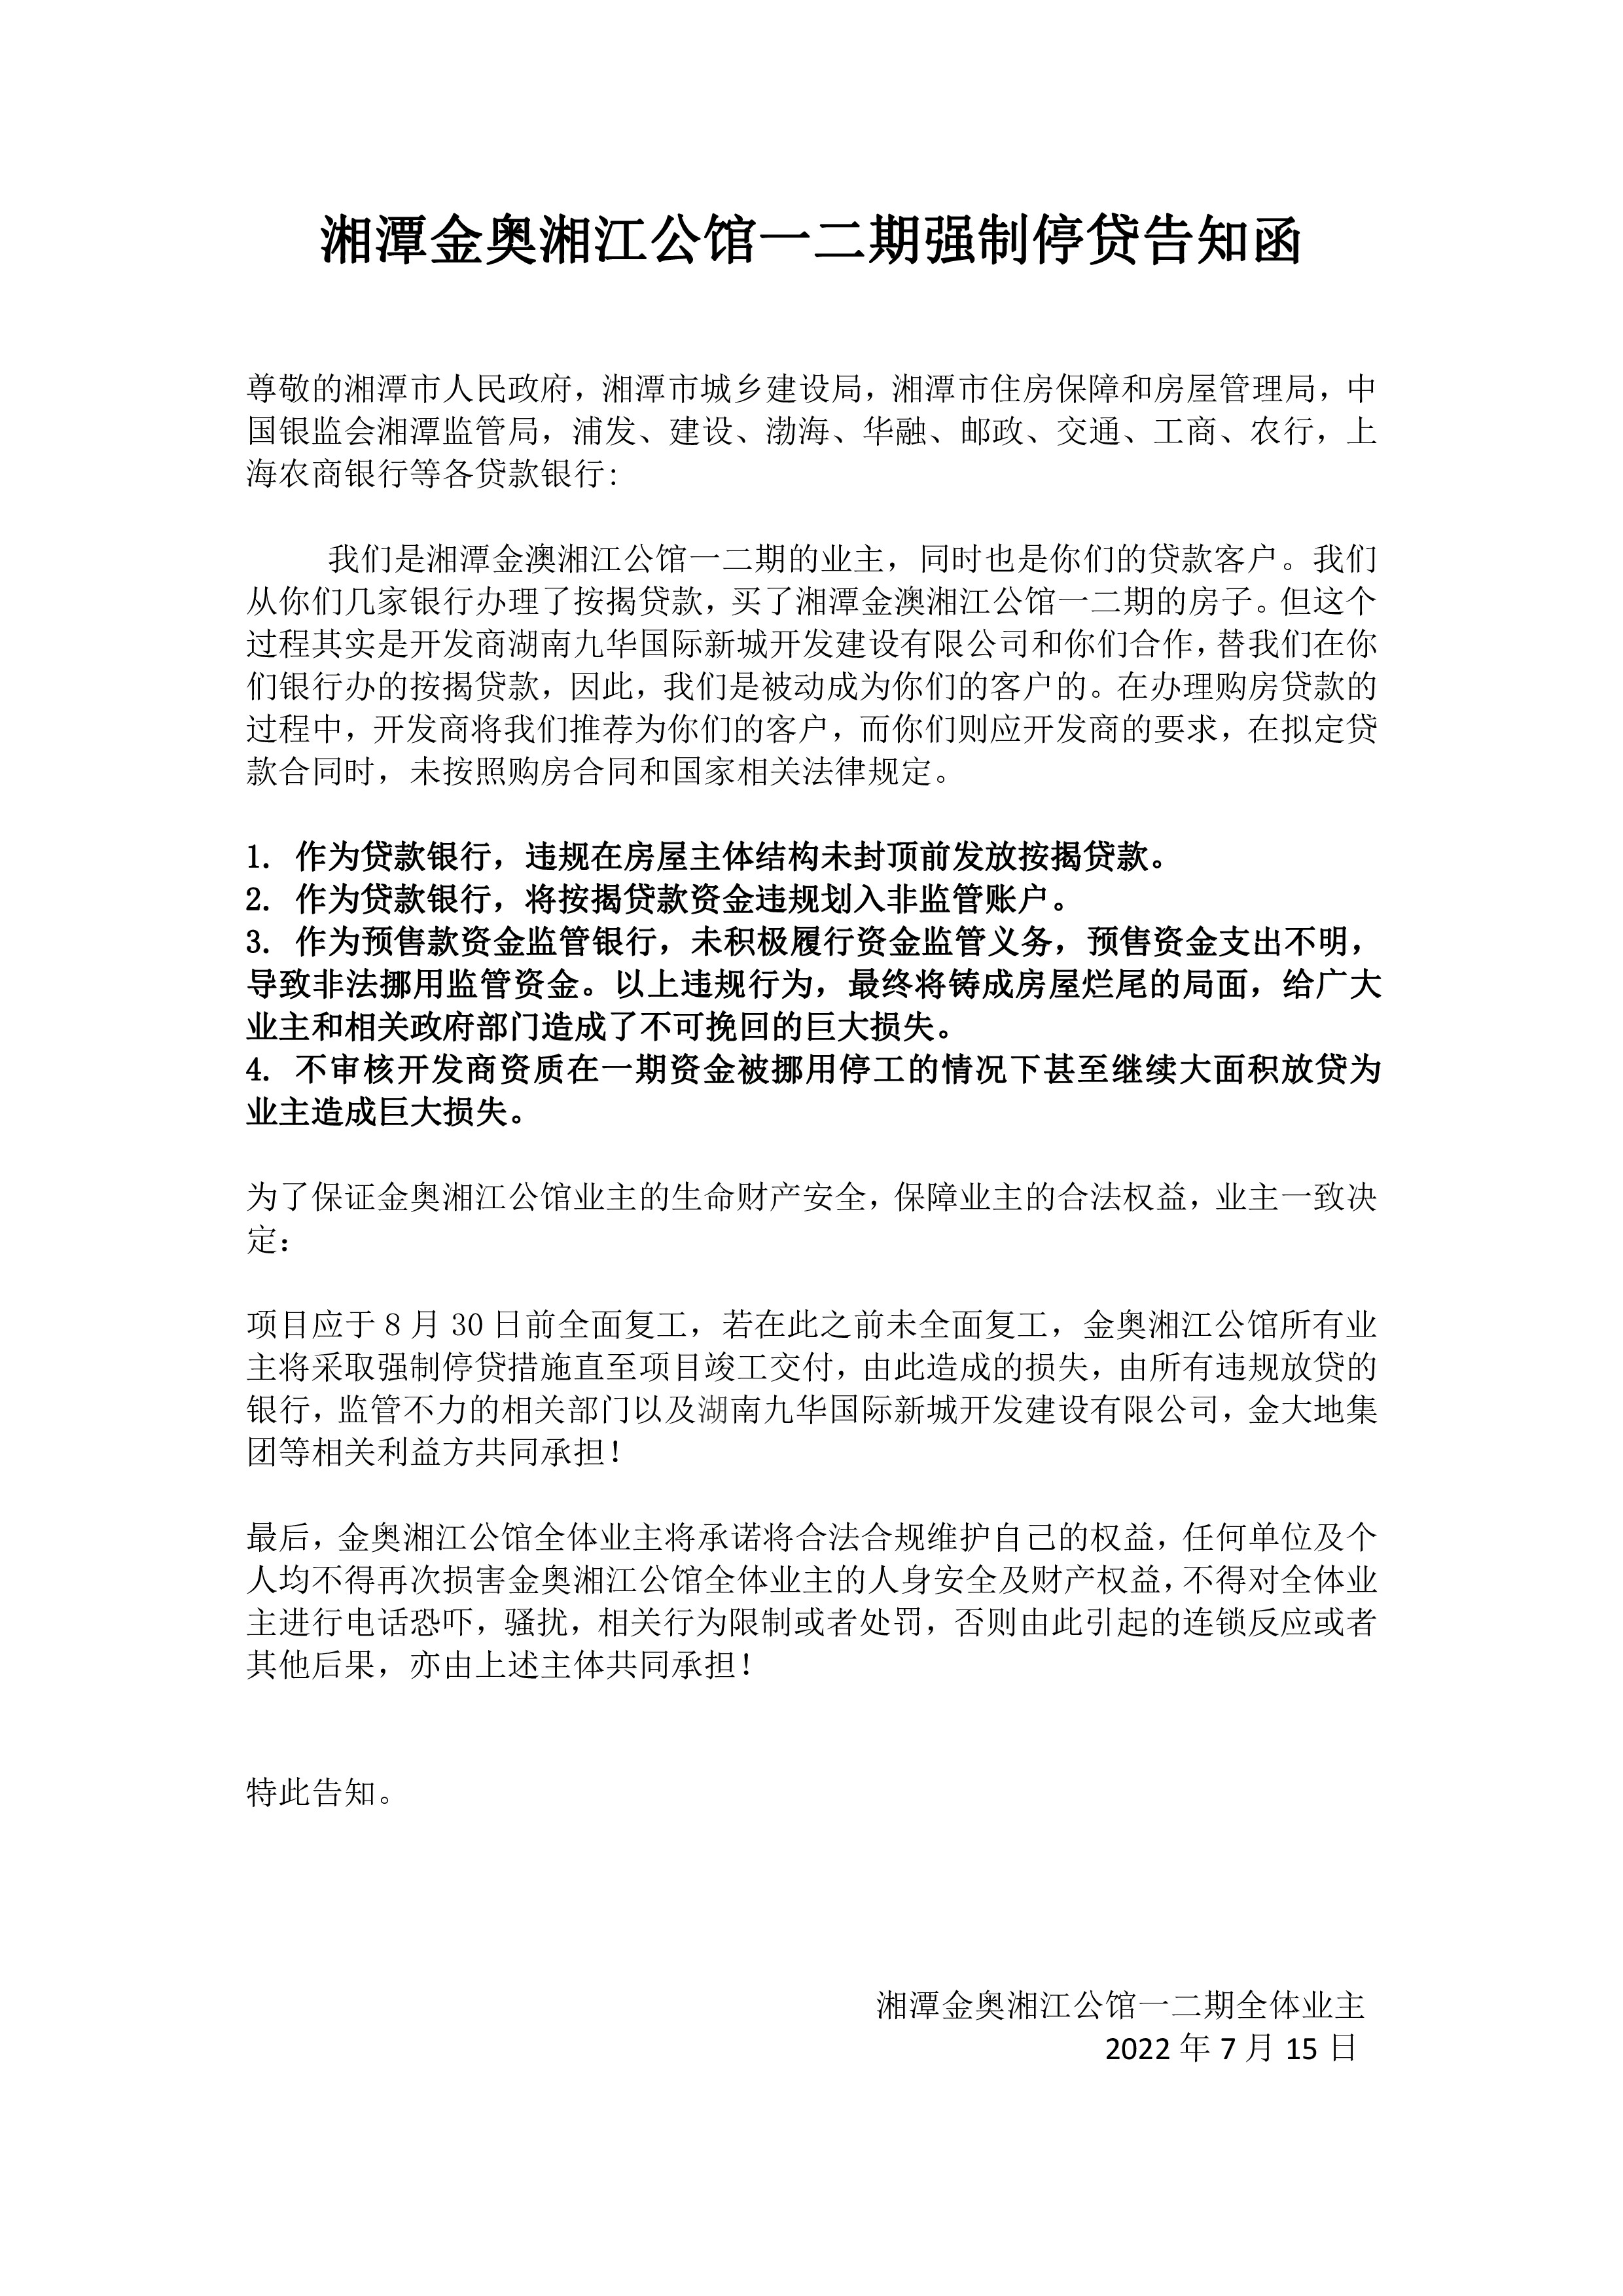 湘潭金奥湘江公馆一二期强制停贷告知函
尊敬的湘潭市人民政府，湘潭市城乡建设局，湘潭市住房保障和房屋管理局，中
国银监会湘潭监管局，浦发、建设、渤海、华融、邮政、交通、工商、农行，上
海农商银行等各贷款银行：
我们是湘潭金澳湘江公馆一二期的业主，同时也是你们的贷款客户。我们
从你们几家银行办理了按揭贷款，买了湘潭金澳湘江公馆一二期的房子。但这个
过程其实是开发商湖南九华国际新城开发建设有限公司和你们合作，替我们在你
们银行办的按揭贷款，因此，我们是被动成为你们的客户的。在办理购房贷款的
过程中，开发商将我们推荐为你们的客户，而你们则应开发商的要求，在拟定贷
款合同时，未按照购房合同和国家相关法律规定。
1. 作为贷款银行，违规在房屋主体结构未封顶前发放按揭贷款。
2. 作为贷款银行，将按揭贷款资金违规划入非监管账户。
3. 作为预售款资金监管银行，未积极履行资金监管义务，预售资金支出不明，
导致非法挪用监管资金。以上违规行为，最终将铸成房屋烂尾的局面，给广大
业主和相关政府部门造成了不可挽回的巨大损失。
4. 不审核开发商资质在一期资金被挪用停工的情况下甚至继续大面积放贷为
业主造成巨大损失。
为了保证金奥湘江公馆业主的生命财产安全，保障业主的合法权益，业主一致决
定：
项目应于8月30日前全面复工，若在此之前未全面复工，金奥湘江公馆所有业
主将采取强制停贷措施直至项目竣工交付，由此造成的损失，由所有违规放贷的
银行，监管不力的相关部门以及湖南九华国际新城开发建设有限公司，金大地集
团等相关利益方共同承担！
最后，金奥湘江公馆全体业主将承诺将合法合规维护自己的权益，任何单位及个
人均不得再次损害金奥湘江公馆全体业主的人身安全及财产权益，不得对全体业
主进行电话恐吓，骚扰，相关行为限制或者处罚，否则由此引起的连锁反应或者
其他后果，亦由上述主体共同承担！
特此告知。
湘潭金奥湘江公馆一二期全体业主
2022年7月15日